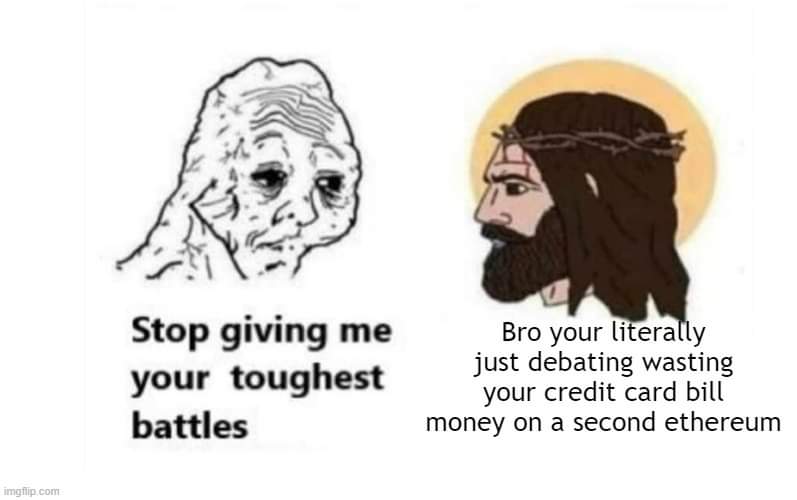 Stop giving me
your toughest
battles
Bro your literally
just debating wasting
your credit card bill
money on a second ethereum
imgflip.com